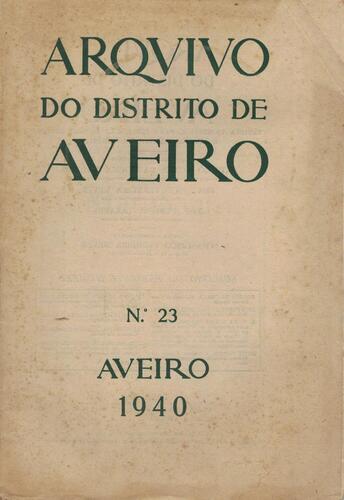 ARQVIVO
DO DISTRITO DE
AVEIRO
N.º 23
AVEIRO
1940